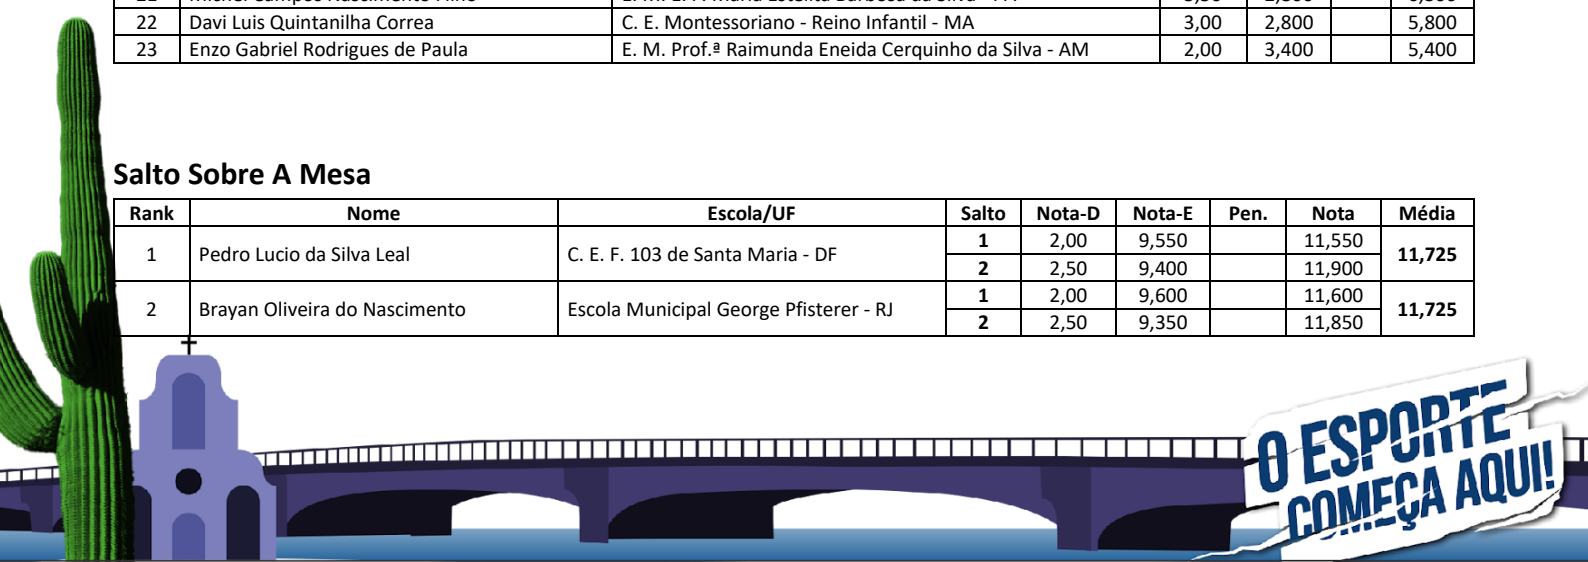 22 Davi Luis Quintanilha Correa C. E. Montessoriano - Reino Infantil - MA 3,00 2,800 5,800
23 Enzo Gabriel Rodrigues de Paula E. M. Prof.ª Raimunda Eneida Cerquinho da Silva - AM 2,00 3,400 5,400
Salto Sobre A Mesa
Rank Nome Escola/UF Salto Nota-D Nota-E Pen. Nota Média
1 Pedro Lucio da Silva Leal C. E. F. 103 de Santa Maria - DF 1 2,00 9,550 11,550 11,725
2 2,50 9,400 11,900
2 Brayan Oliveira do Nascimento Escola Municipal George Pfisterer - RJ 1 2,00 9,600 11,600 11,725
2 2,50 9,350 11,850
O ESPORTE
COMEÇA AQUI!